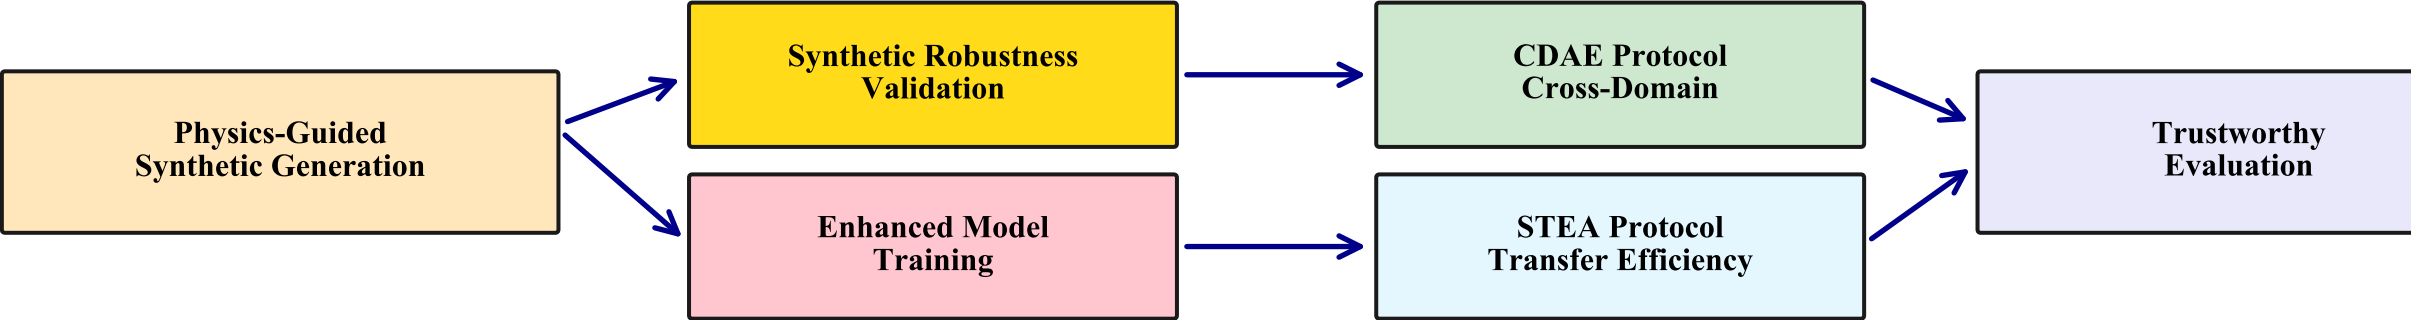 Physics-Guided
Synthetic Generation
Synthetic Robustness
Validation
Enhanced Model
Training
CDAE Protocol
Cross-Domain
STEA Protocol
Transfer Efficiency
Trustworthy
Evaluation